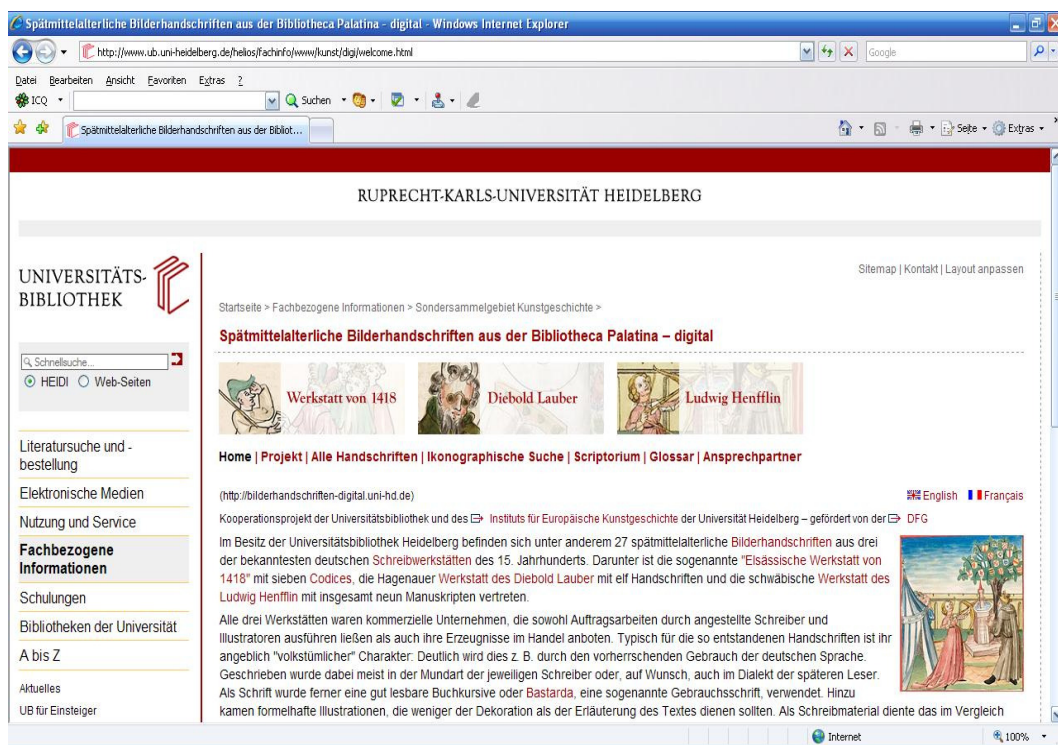 Spätmittelalterliche Bilderhandschriften aus der Bibliotheca Palatina – digital - Windows Internet Explorer
http://www.ub.uni-heidelberg.de/helios/fachinfo/www/kunst/digi/welcome.html
Google
Datei Bearbeiten Ansicht Favoriten Extras ?
ICQ Suchen
Spätmittelalterliche Bilderhandschriften aus der Bibliot...
Seite Extras
RUPRECHT-KARLS-UNIVERSITÄT HEIDELBERG
UNIVERSITÄTS-
BIBLIOTHEK
Schnellsuche...
HEIDI Web-Seiten
Literatursuche und -
bestellung
Elektronische Medien
Nutzung und Service
Fachbezogene
Informationen
Schulungen
Bibliotheken der Universität
A bis Z
Aktuelles
UB für Einsteiger
Sitemap | Kontakt | Layout anpassen
Startseite > Fachbezogene Informationen > Sondersammelgebiet Kunstgeschichte >
Spätmittelalterliche Bilderhandschriften aus der Bibliotheca Palatina – digital
Werkstatt von 1418
Diebold Lauber
Ludwig Henfflin
Home | Projekt | Alle Handschriften | Ikonographische Suche | Scriptorium | Glossar | Ansprechpartner
(http://bilderhandschriften-digital.uni-hd.de)
English Français
Kooperationsprojekt der Universitätsbibliothek und des Instituts für Europäische Kunstgeschichte der Universität Heidelberg – gefördert von der DFG
Im Besitz der Universitätsbibliothek Heidelberg befinden sich unter anderem 27 spätmittelalterliche Bilderhandschriften aus drei
der bekanntesten deutschen Schreibwerkstätten des 15. Jahrhunderts. Darunter ist die sogenannte "Elsässische Werkstatt von
1418" mit sieben Codices, die Hagenauer Werkstatt des Diebold Lauber mit elf Handschriften und die schwäbische Werkstatt des
Ludwig Henfflin mit insgesamt neun Manuskripten vertreten.
Alle drei Werkstätten waren kommerzielle Unternehmen, die sowohl Auftragsarbeiten durch angestellte Schreiber und
Illustratoren ausführen ließen als auch ihre Erzeugnisse im Handel anboten. Typisch für die so entstandenen Handschriften ist ihr
angeblich "volkstümlicher" Charakter: Deutlich wird dies z. B. durch den vorherrschenden Gebrauch der deutschen Sprache.
Geschrieben wurde dabei meist in der Mundart der jeweiligen Schreiber oder, auf Wunsch, auch im Dialekt der späteren Leser.
Als Schrift wurde ferner eine gut lesbare Buchkursive oder Bastarda, eine sogenannte Gebrauchsschrift, verwendet. Hinzu
kamen formelhafte Illustrationen, die weniger der Dekoration als der Erläuterung des Textes dienen sollten. Als Schreibmaterial diente das im Vergleich
Internet 100%